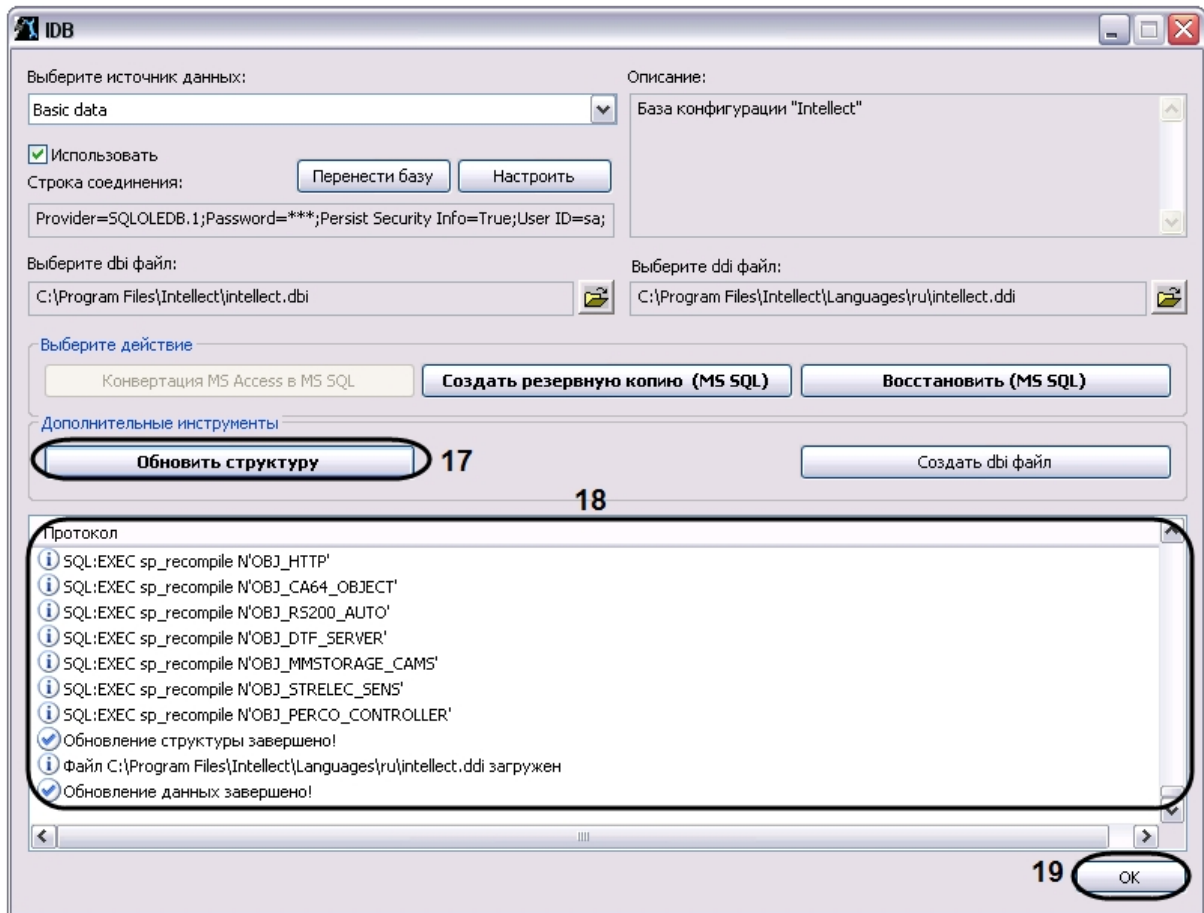 IDB
Выберите источник данных:
Basic data
Описание:
База конфигурации "Intellect"
Использовать
Строка соединения:
Перенести базу
Настроить
Provider=SQLOLEDB.1;Password=***;Persist Security Info=True;User ID=sa;
Выберите dbi файл:
C:\Program Files\Intellect\intellect.dbi
Выберите ddi файл:
C:\Program Files\Intellect\Languages\ru\intellect.ddi
Выберите действие
Конвертация MS Access в MS SQL
Создать резервную копию (MS SQL)
Восстановить (MS SQL)
Дополнительные инструменты
Обновить структуру
17
Создать dbi файл
18
Протокол
SQL:EXEC sp_recompile N'OBJ_HTTP'
SQL:EXEC sp_recompile N'OBJ_CA64_OBJECT'
SQL:EXEC sp_recompile N'OBJ_RS200_AUTO'
SQL:EXEC sp_recompile N'OBJ_DTF_SERVER'
SQL:EXEC sp_recompile N'OBJ_MMSTORAGE_CAMS'
SQL:EXEC sp_recompile N'OBJ_STRELEC_SENS'
SQL:EXEC sp_recompile N'OBJ_PERCO_CONTROLLER'
Обновление структуры завершено!
Файл C:\Program Files\Intellect\Languages\ru\intellect.ddi загружен
Обновление данных завершено!
19
OK